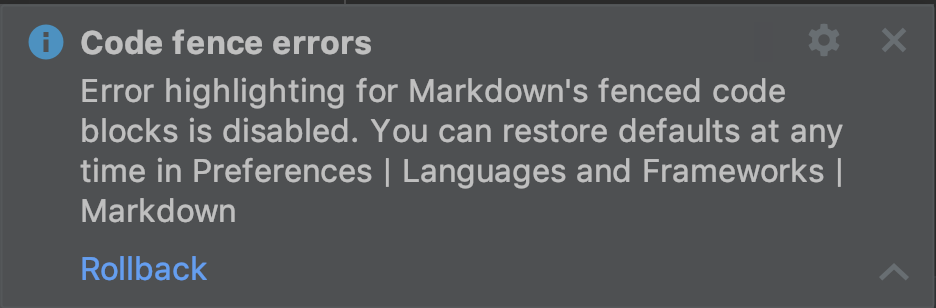 Code fence errors
Error highlighting for Markdown's fenced code
blocks is disabled. You can restore defaults at any
time in Preferences | Languages and Frameworks |
Markdown
Rollback